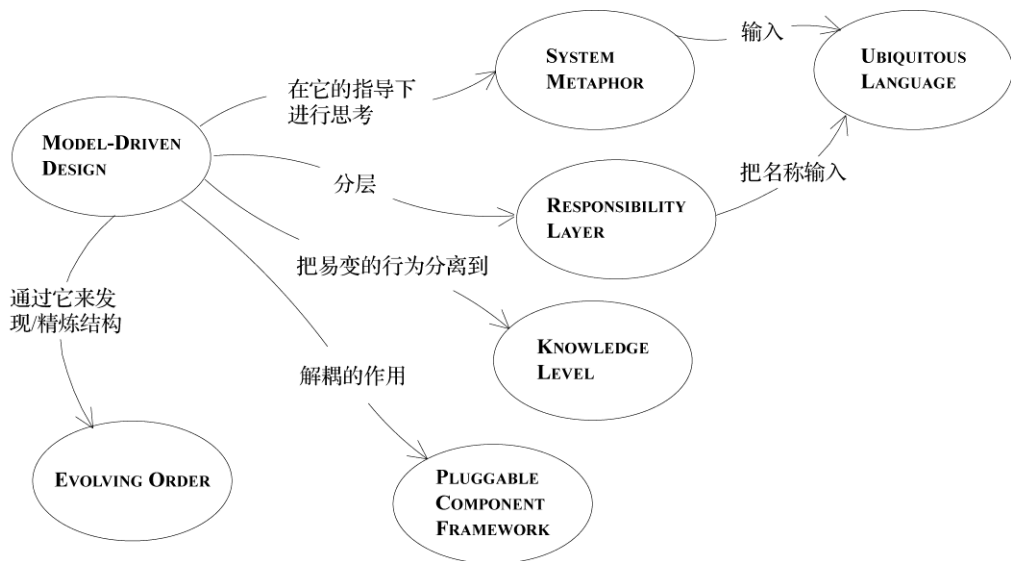 SYSTEM
METAPHOR
输入
UBIQUITOUS
LANGUAGE
在它的指导下
进行思考
MODEL-DRIVEN
DESIGN
分层
把名称输入
RESPONSIBILITY
LAYER
把易变的行为分离到
通过它来发
现/精炼结构
KNOWLEDGE
LEVEL
解耦的作用
EVOLVING ORDER
PLUGGABLE
COMPONENT
FRAMEWORK